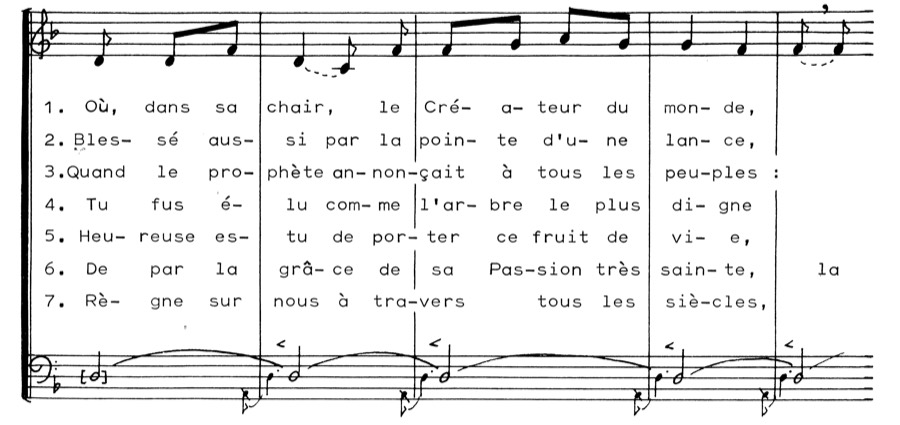 1. Où, dans sa chair, le Cré- a- teur du mon- de,
2. Bles- sé aus- si par la poin- te d'u- ne lan- ce,
3.Quand le pro- phète an- non- çait à tous les peu- ples :
4. Tu fus é- lu com- me l'ar- bre le plus di- gne
5. Heu- reuse es- tu de por- ter ce fruit de vi- e,
6. De par la grâ- ce de sa Pas- sion très sain- te, la
7. Rè- gne sur nous à tra- vers tous les siè- cles,